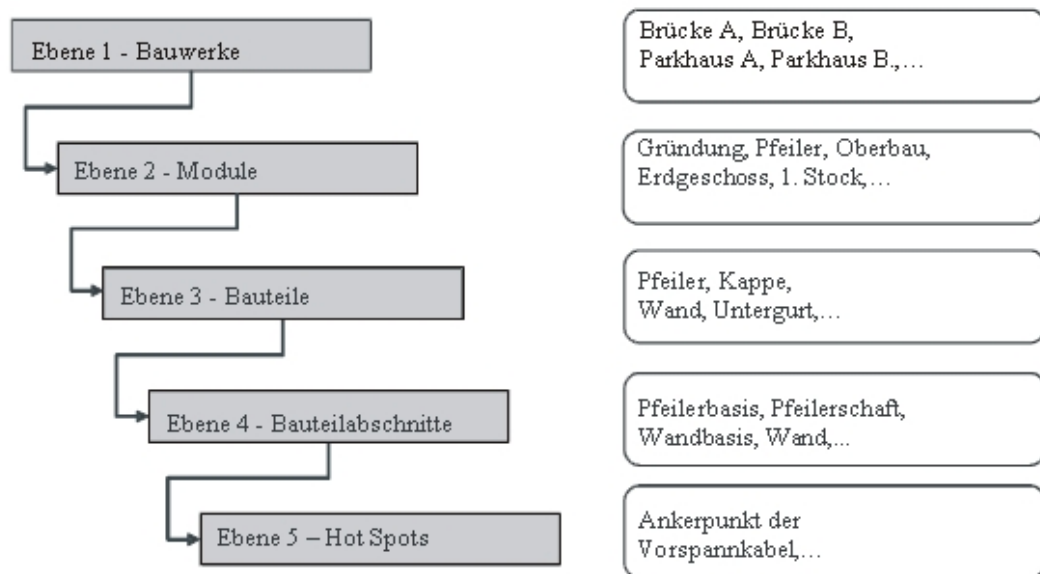 Ebene 1 - Bauwerke
Brücke A, Brücke B,
Parkhaus A, Parkhaus B.,...
Ebene 2 - Module
Gründung, Pfeiler, Oberbau,
Erdgeschoss, 1. Stock,...
Ebene 3 - Bauteile
Pfeiler, Kappe,
Wand, Untergurt,...
Ebene 4 - Bauteilabschnitte
Pfeilerbasis, Pfeilerschaft,
Wandbasis, Wand,...
Ebene 5 – Hot Spots
Ankerpunkt der
Vorspannkabel,...